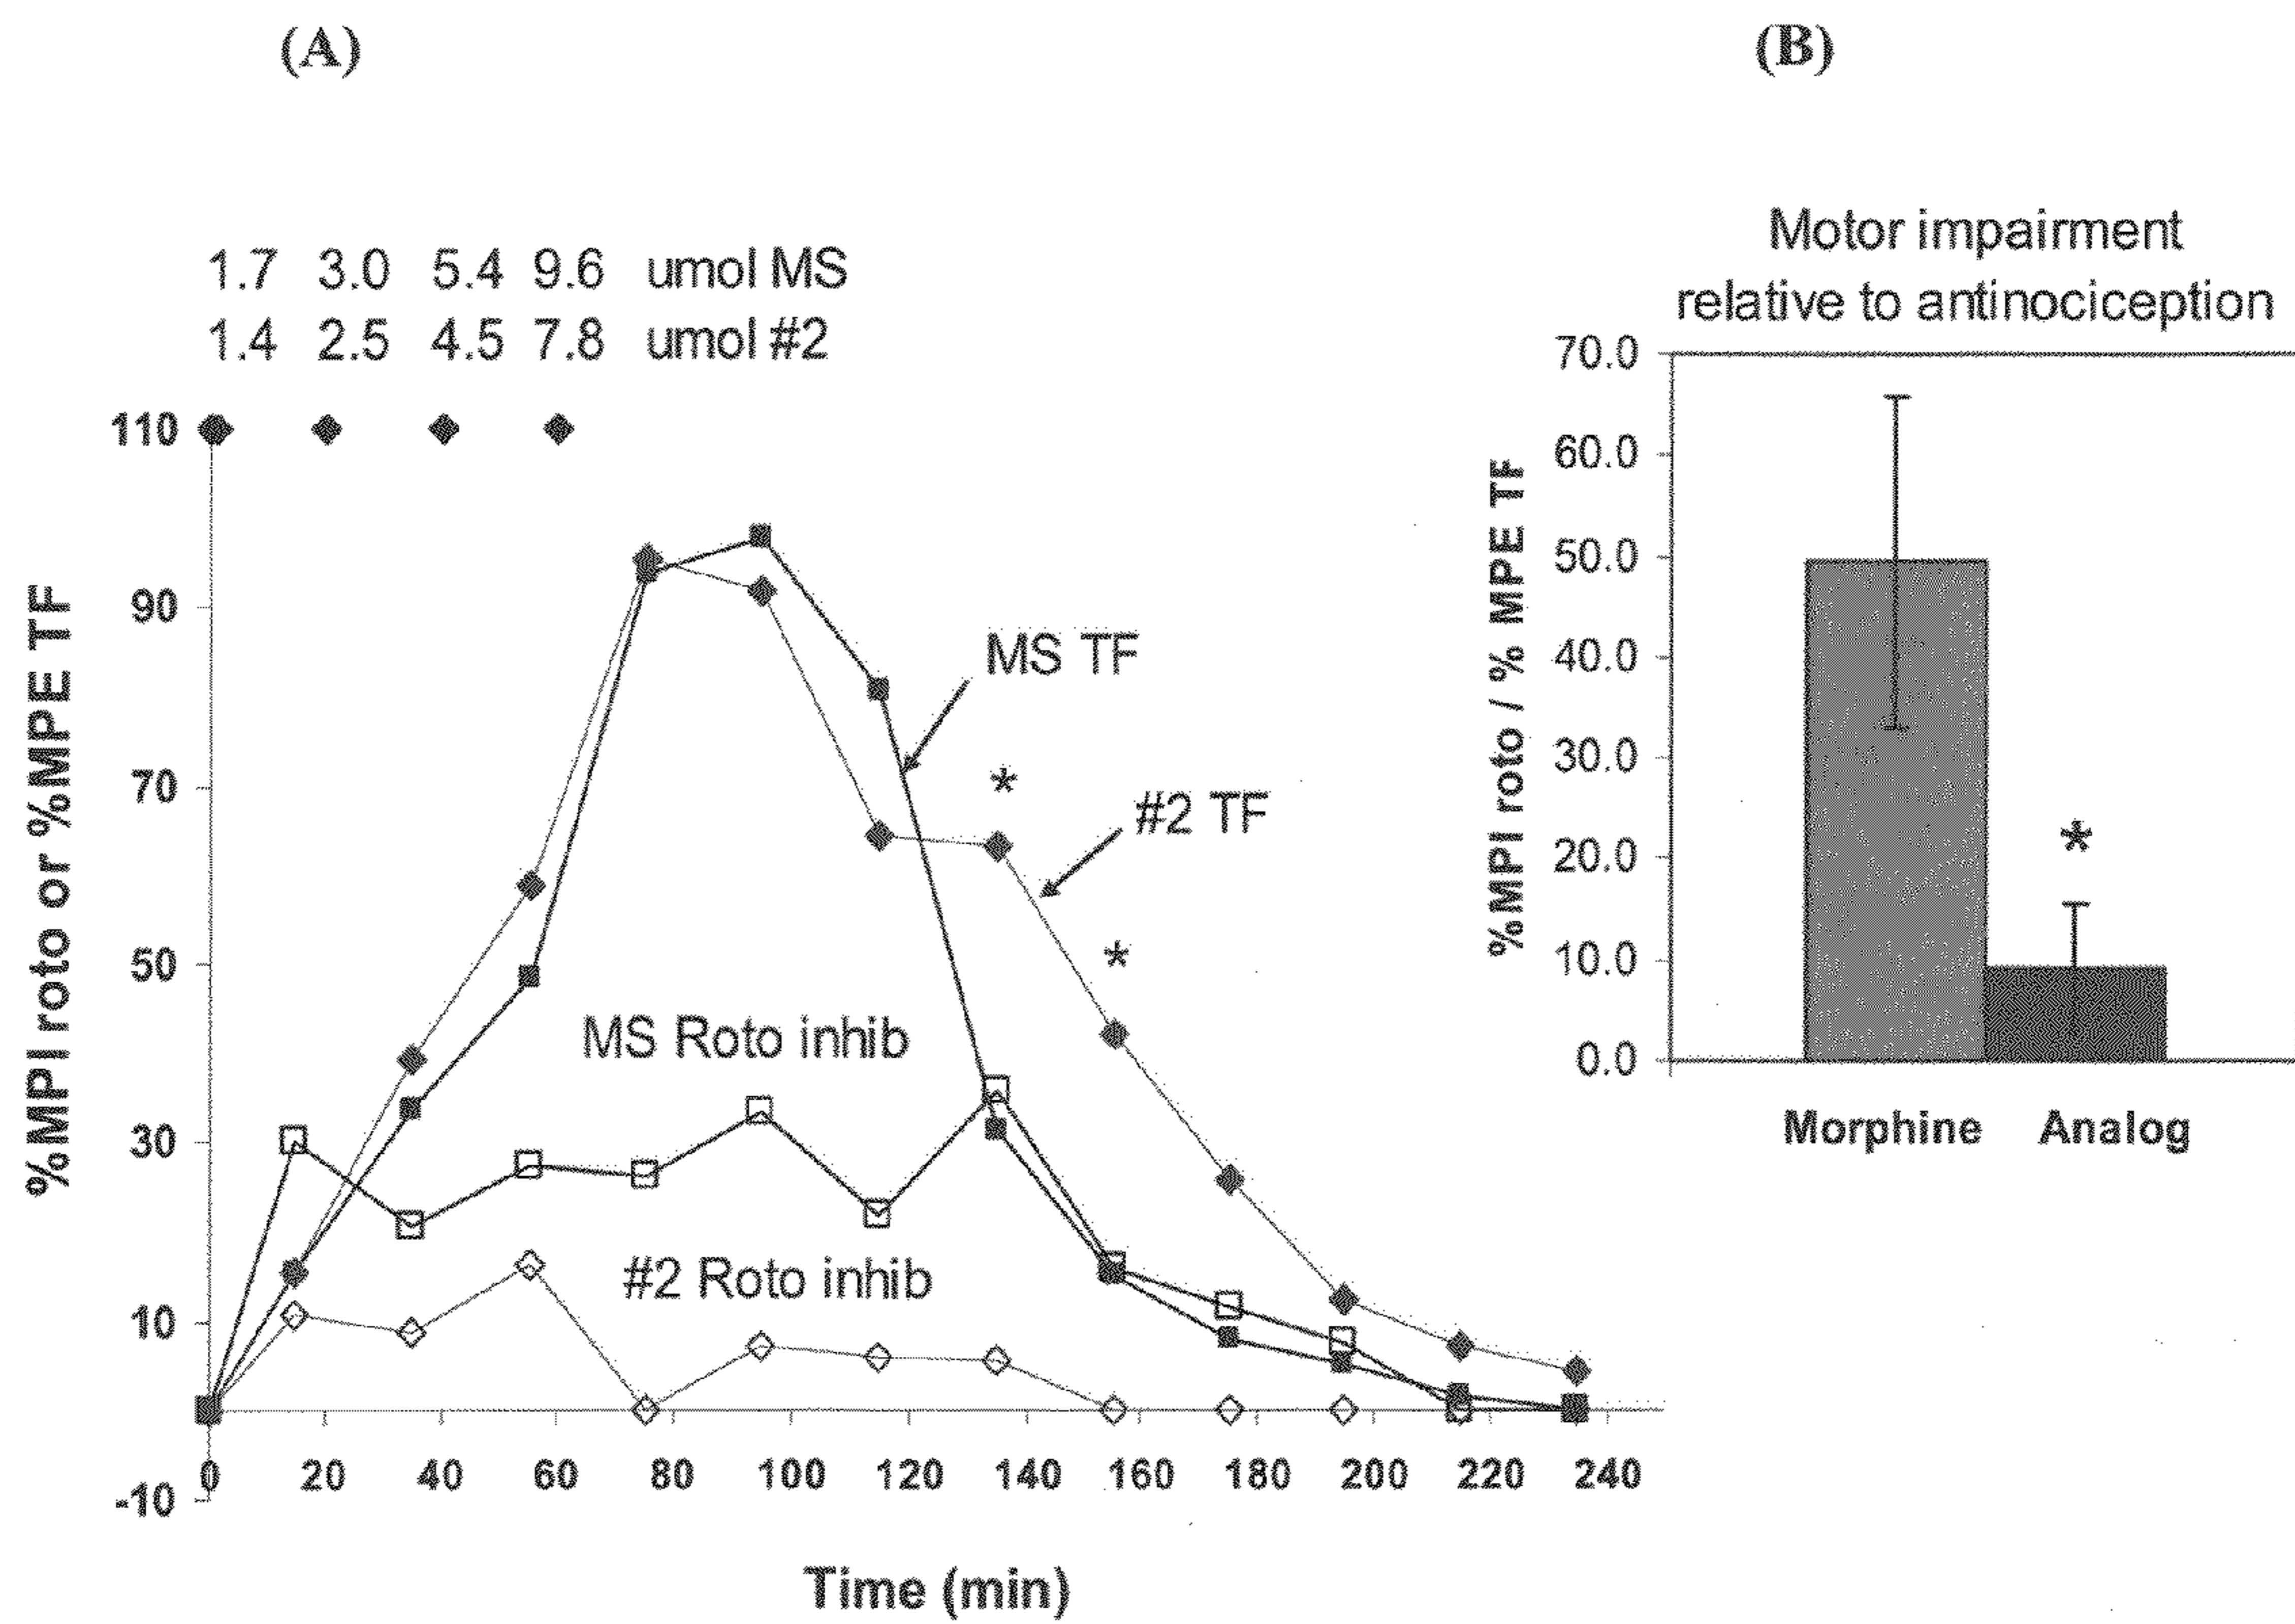 (A)
1.7 3.0 5.4 9.6 umol MS
1.4 2.5 4.5 7.8 umol #2
%MPI roto or %MPE TF
110
90
70
50
30
10
-10
MS TF
*
#2 TF
*
MS Roto inhib
#2 Roto inhib
0 20 40 60 80 100 120 140 160 180 200 220 240
Time (min)
(B)
Motor impairment
relative to antinociception
%MPI roto / % MPE TF
70.0
60.0
50.0
40.0
30.0
20.0
10.0
0.0
*
Morphine Analog